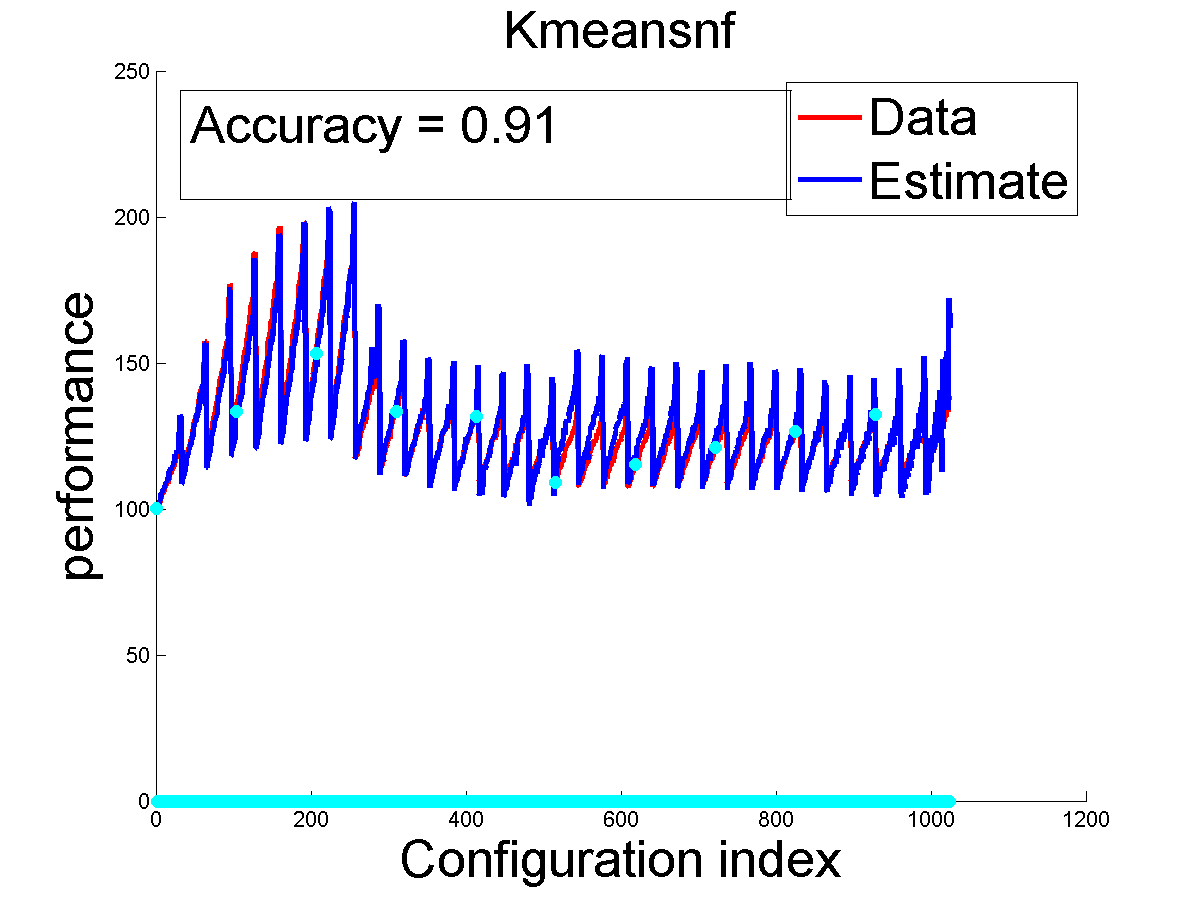 Kmeansnf
250
200
150
100
50
0
Accuracy = 0.91
Data
Estimate
performance
0 200 400 600 800 1000 1200
Configuration index